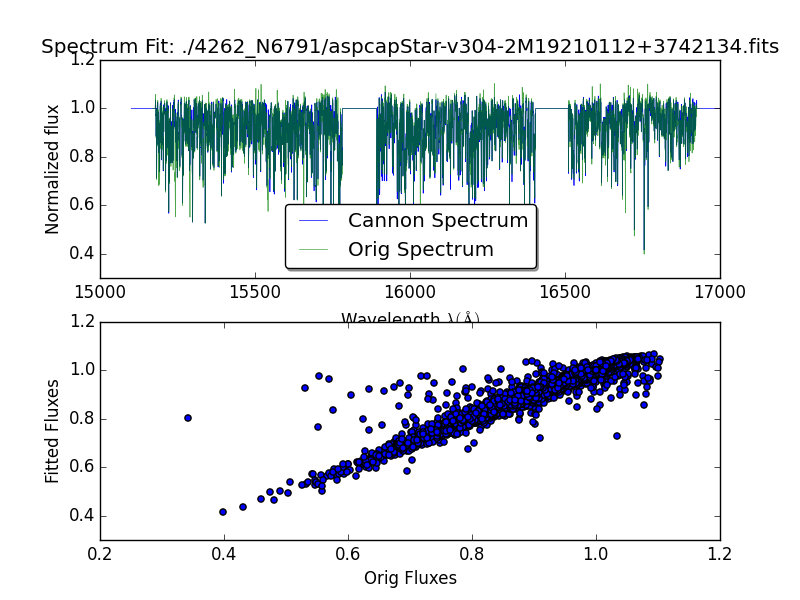 Spectrum Fit: ./4262_N6791/aspcapStar-v304-2M19210112+3742134.fits
1.2
1.0
0.8
0.6
0.4
Normalized flux
Cannon Spectrum
Orig Spectrum
15000 15500 16000 16500 17000
Wavelength λ(Å)
1.2
1.0
0.8
0.6
0.4
Fitted Fluxes
0.2 0.4 0.6 0.8 1.0 1.2
Orig Fluxes